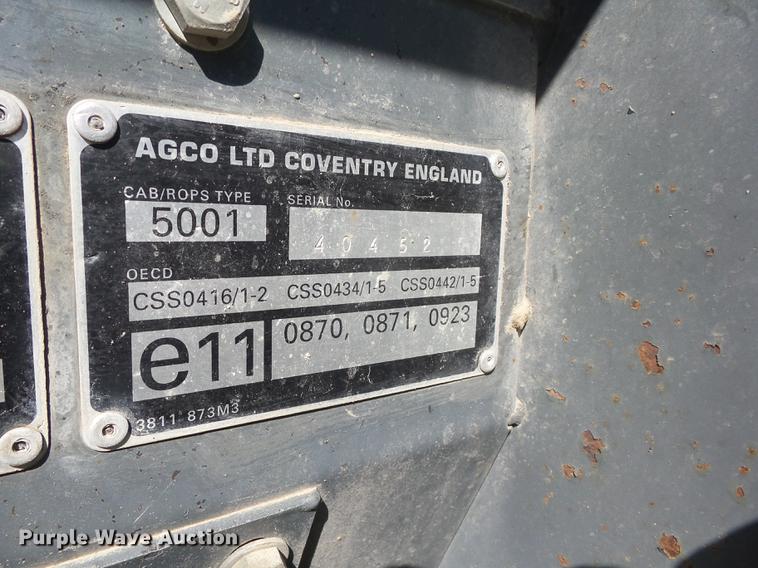 AGCO LTD COVENTRY ENGLAND
CAB/ROPS TYPE
5001
SERIAL No.
40452
OECD
CSS0416/1-2 CSS0434/1-5 CSS0442/1-5
e11
0870, 0871, 0923
3811 873M3
Purple Wave Auction